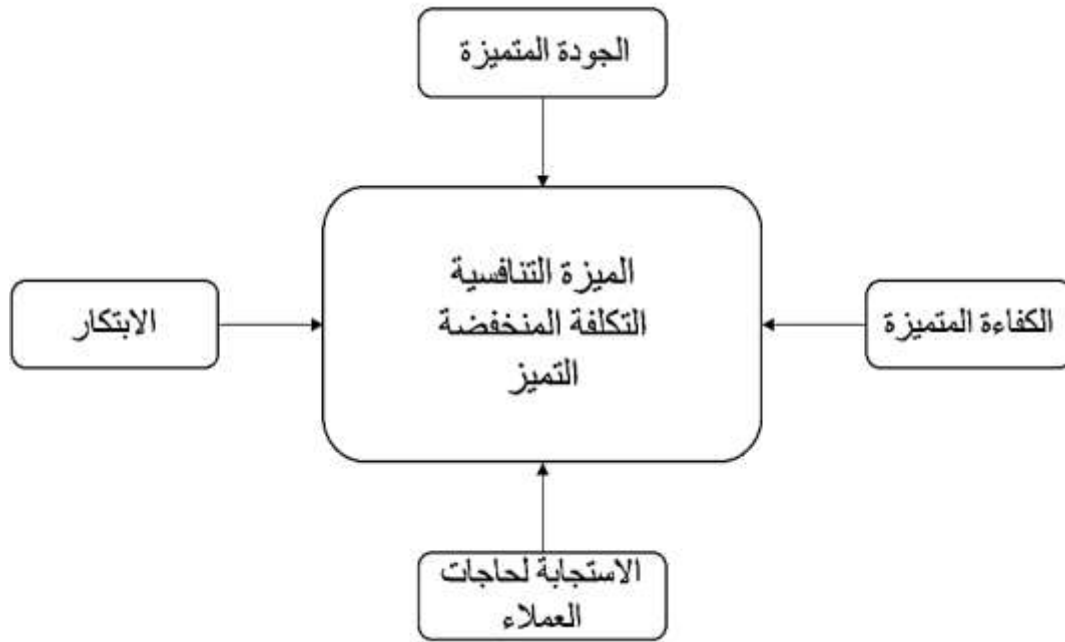 الجودة المتميزة
الميزة التنافسية
التكلفة المنخفضة
التميز
الكفاءة المتميزة
الابتكار
الاستجابة لحاجات
العملاء